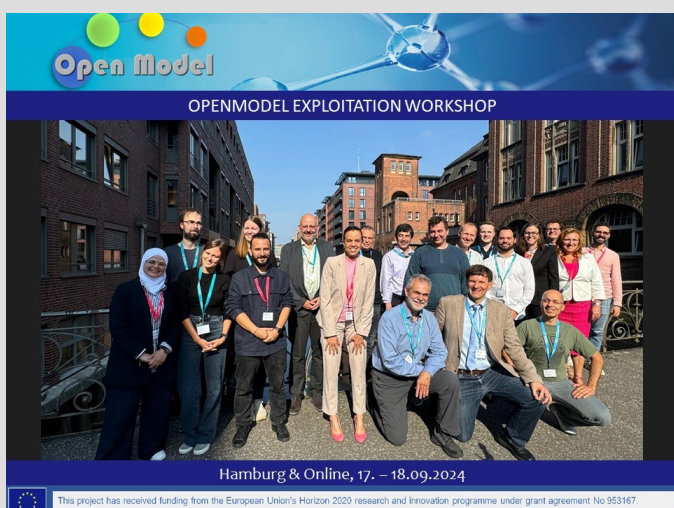 Open Model
OPENMODEL EXPLOITATION WORKSHOP
Hamburg & Online, 17. – 18.09.2024
This project has received funding from the European Union's Horizon 2020 research and innovation programme under grant agreement No 953167.